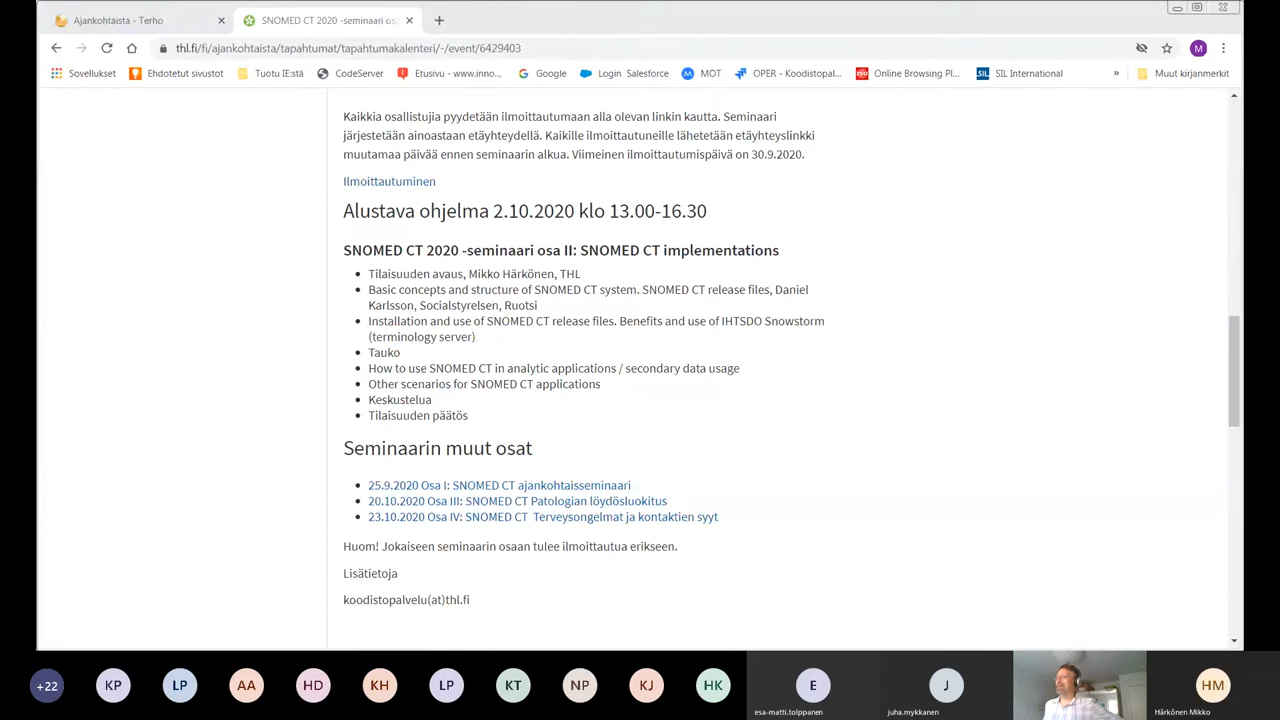 Ajankohtaista - Terho
SNOMED CT 2020 -seminaari os
thl.fi/fi/ajankohtaista/tapahtumat/tapahtumakalenteri/-/event/6429403
M
Sovellukset
Ehdotetut sivustot
Tuotu IE:stä
CodeServer
Etusivu - www.inno...
Google
Login Salesforce
MOT
OPER - Koodistopal...
ISO
Online Browsing Pl...
SIL
SIL International
»
Muut kirjanmerkit
Kaikkia osallistujia pyydetään ilmoittautumaan alla olevan linkin kautta. Seminaari
järjestetään ainoastaan etäyhteydellä. Kaikille ilmoittautuneille lähetetään etäyhteyslinkki
muutamaa päivää ennen seminaarin alkua. Viimeinen ilmoittautumispäivä on 30.9.2020.
Ilmoittautuminen
Alustava ohjelma 2.10.2020 klo 13.00-16.30
SNOMED CT 2020 -seminaari osa II: SNOMED CT implementations
Tilaisuuden avaus, Mikko Härkönen, THL
Basic concepts and structure of SNOMED CT system. SNOMED CT release files, Daniel
Karlsson, Socialstyrelsen, Ruotsi
Installation and use of SNOMED CT release files. Benefits and use of IHTSDO Snowstorm
(terminology server)
Tauko
How to use SNOMED CT in analytic applications / secondary data usage
Other scenarios for SNOMED CT applications
Keskustelua
Tilaisuuden päätös
Seminaarin muut osat
25.9.2020 Osa I: SNOMED CT ajankohtaisseminaari
20.10.2020 Osa III: SNOMED CT Patologian löydösluokitus
23.10.2020 Osa IV: SNOMED CT Terveysongelmat ja kontaktien syyt
Huom! Jokaiseen seminaarin osaan tulee ilmoittautua erikseen.
Lisätietoja
koodistopalvelu(at)thl.fi
+22
KP
LP
AA
HD
KH
LP
KT
NP
KJ
HK
E
esa-matti.tolppanen
J
juha.mykkanen
HM
Härkönen Mikko